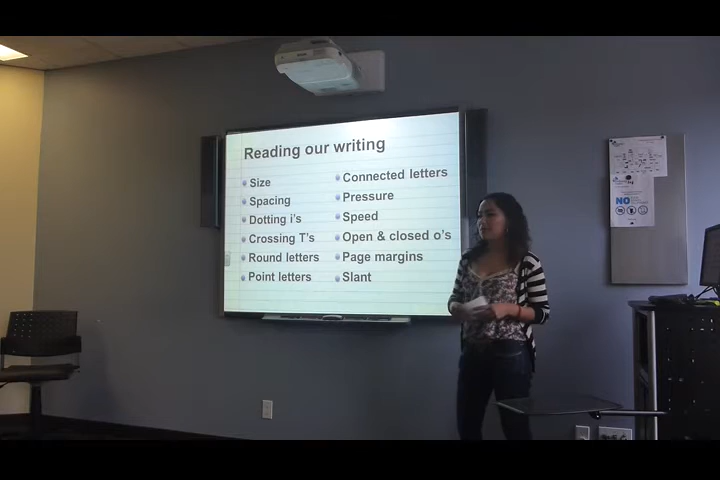 Reading our writing
Size
Spacing
Dotting i's
Crossing T's
Round letters
Point letters
Connected letters
Pressure
Speed
Open & closed o's
Page margins
Slant
NO